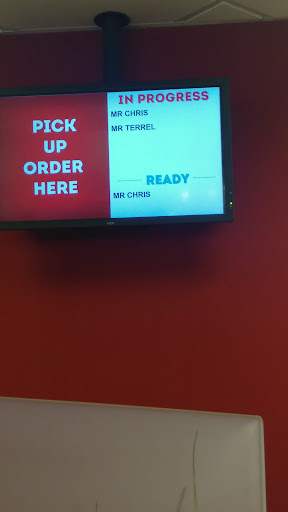 PICK
UP
ORDER
HERE
IN PROGRESS
MR CHRIS
MR TERREL
READY
MR CHRIS